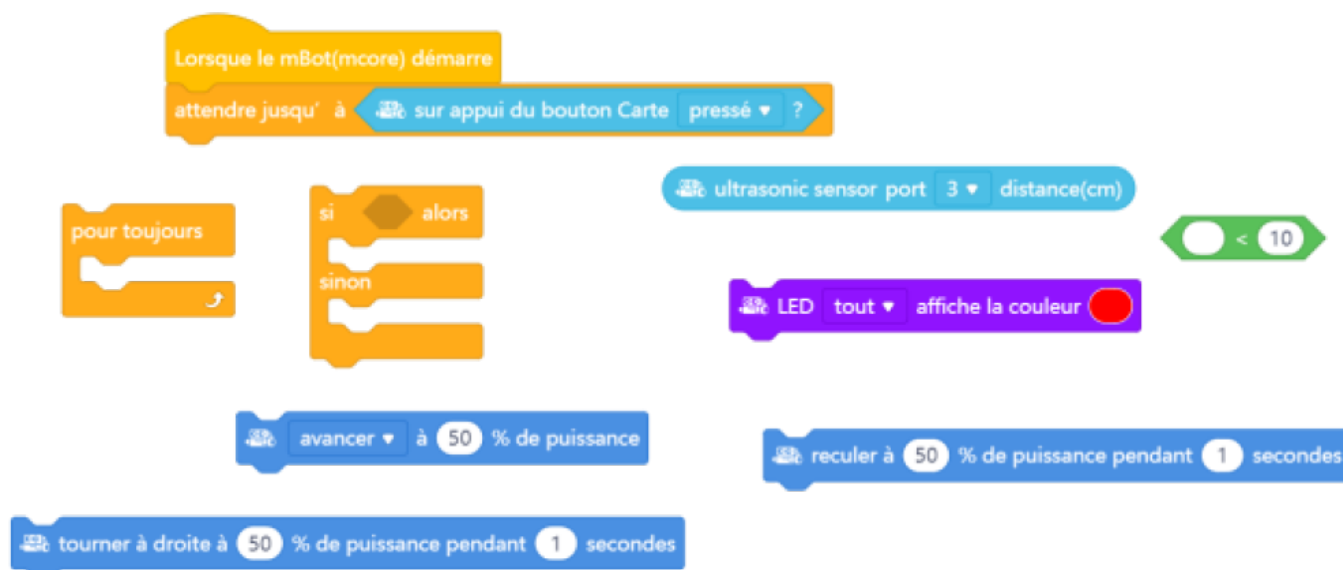 Lorsque le mBot(mcore) démarre
attendre jusqu' à sur appui du bouton Carte pressé ▾ ?
ultrasonic sensor port 3 ▾ distance(cm)
si alors
pour toujours
< 10
sinon
LED tout ▾ affiche la couleur
avancer ▾ à 50 % de puissance
reculer à 50 % de puissance pendant 1 secondes
tourner à droite à 50 % de puissance pendant 1 secondes